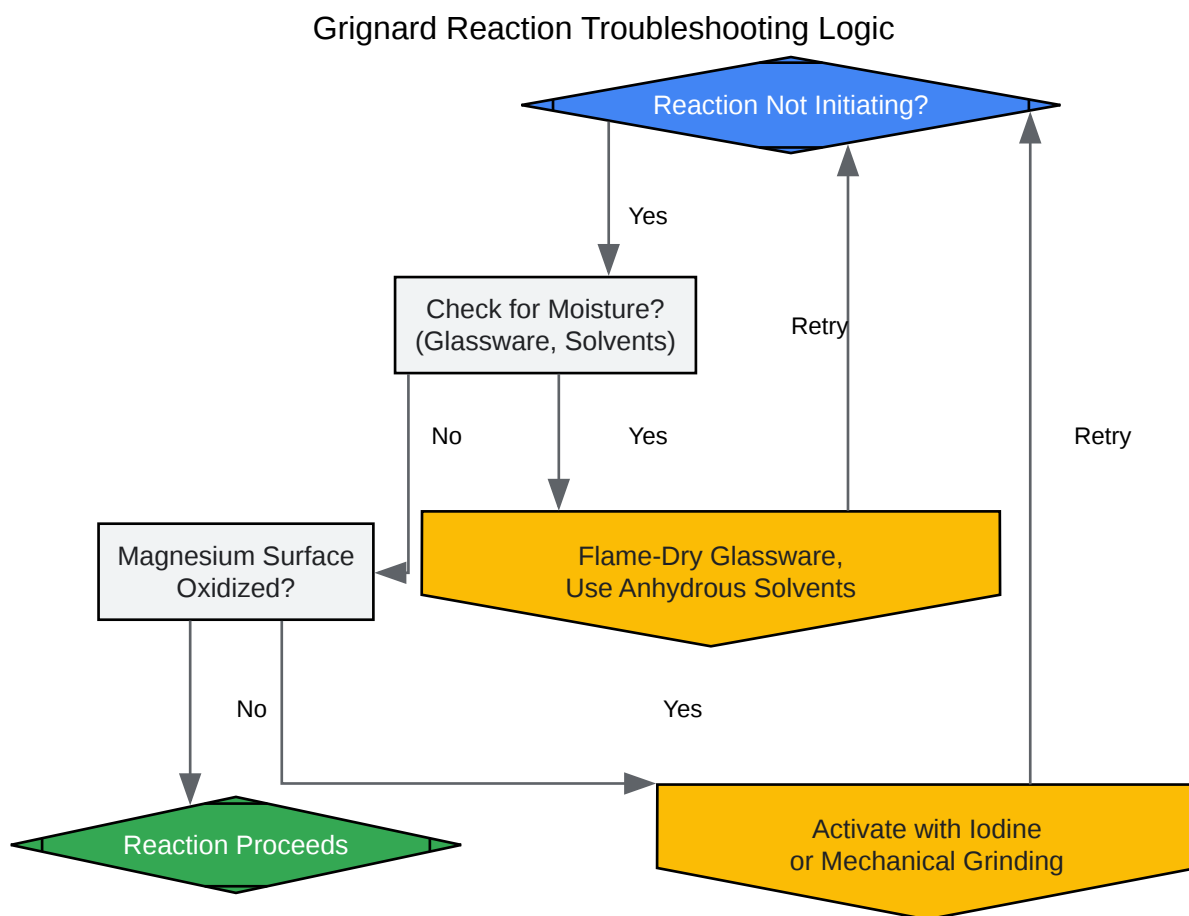 Grignard Reaction Troubleshooting Logic
Reaction Not Initiating?
Yes
Check for Moisture?
(Glassware, Solvents)
Retry
No
Yes
Retry
Magnesium Surface
Oxidized?
Flame-Dry Glassware,
Use Anhydrous Solvents
No
Yes
Reaction Proceeds
Activate with Iodine
or Mechanical Grinding